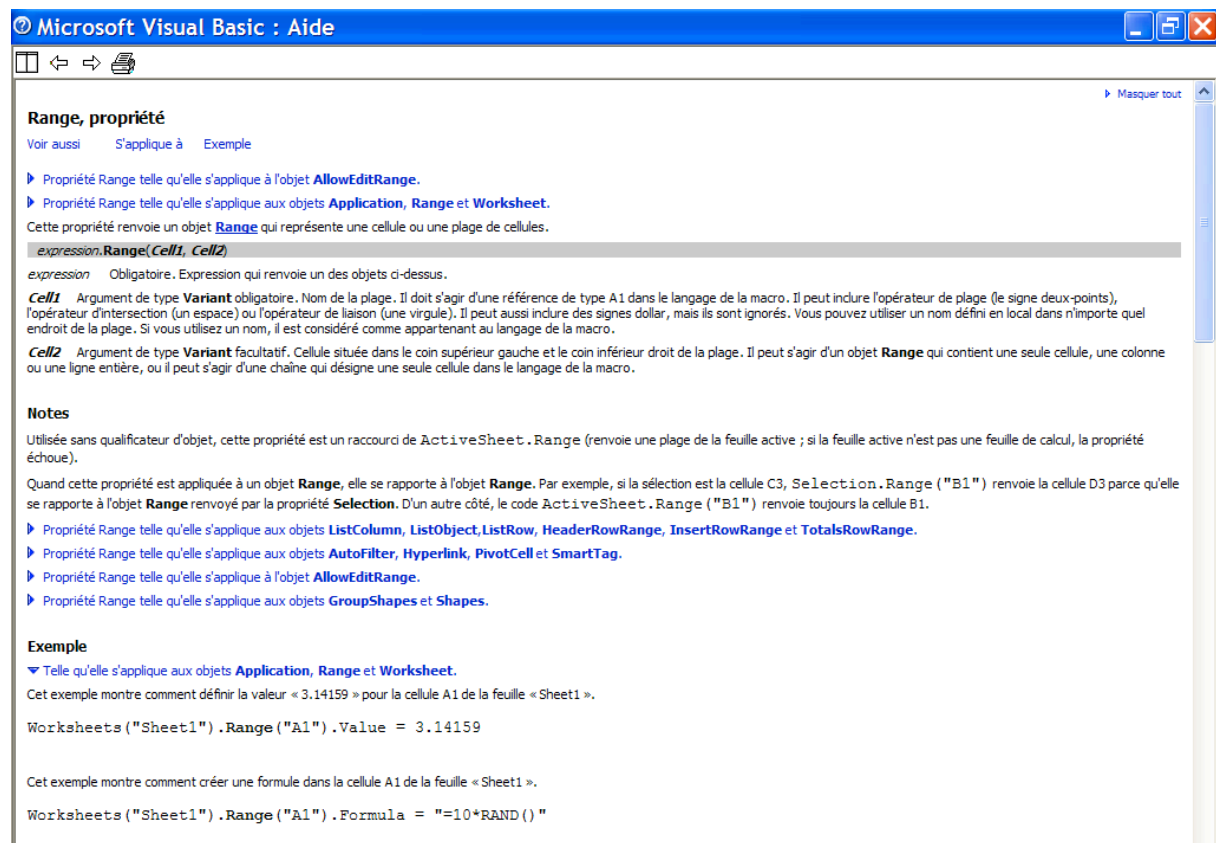 Microsoft Visual Basic : Aide
Masquer tout
Range, propriété
Voir aussi S'applique à Exemple
Propriété Range telle qu'elle s'applique à l'objet AllowEditRange.
Propriété Range telle qu'elle s'applique aux objets Application, Range et Worksheet.
Cette propriété renvoie un objet Range qui représente une cellule ou une plage de cellules.
expression.Range(Cell1, Cell2)
expression Obligatoire. Expression qui renvoie un des objets ci-dessus.
Cell1 Argument de type Variant obligatoire. Nom de la plage. Il doit s'agir d'une référence de type A1 dans le langage de la macro. Il peut inclure l'opérateur de plage (le signe deux-points),
l'opérateur d'intersection (un espace) ou l'opérateur de liaison (une virgule). Il peut aussi inclure des signes dollar, mais ils sont ignorés. Vous pouvez utiliser un nom défini en local dans n'importe quel
endroit de la plage. Si vous utilisez un nom, il est considéré comme appartenant au langage de la macro.
Cell2 Argument de type Variant facultatif. Cellule située dans le coin supérieur gauche et le coin inférieur droit de la plage. Il peut s'agir d'un objet Range qui contient une seule cellule, une colonne
ou une ligne entière, ou il peut s'agir d'une chaîne qui désigne une seule cellule dans le langage de la macro.
Notes
Utilisée sans qualificateur d'objet, cette propriété est un raccourci de ActiveSheet.Range (renvoie une plage de la feuille active ; si la feuille active n'est pas une feuille de calcul, la propriété
échoue).
Quand cette propriété est appliquée à un objet Range, elle se rapporte à l'objet Range. Par exemple, si la sélection est la cellule C3, Selection.Range("B1") renvoie la cellule D3 parce qu'elle
se rapporte à l'objet Range renvoyé par la propriété Selection. D'un autre côté, le code ActiveSheet.Range("B1") renvoie toujours la cellule B1.
Propriété Range telle qu'elle s'applique aux objets ListColumn, ListObject,ListRow, HeaderRowRange, InsertRowRange et TotalsRowRange.
Propriété Range telle qu'elle s'applique aux objets AutoFilter, Hyperlink, PivotCell et SmartTag.
Propriété Range telle qu'elle s'applique à l'objet AllowEditRange.
Propriété Range telle qu'elle s'applique aux objets GroupShapes et Shapes.
Exemple
Telle qu'elle s'applique aux objets Application, Range et Worksheet.
Cet exemple montre comment définir la valeur « 3.14159 » pour la cellule A1 de la feuille « Sheet1 ».
Worksheets("Sheet1").Range("A1").Value = 3.14159
Cet exemple montre comment créer une formule dans la cellule A1 de la feuille « Sheet1 ».
Worksheets("Sheet1").Range("A1").Formula = "=10*RAND()"